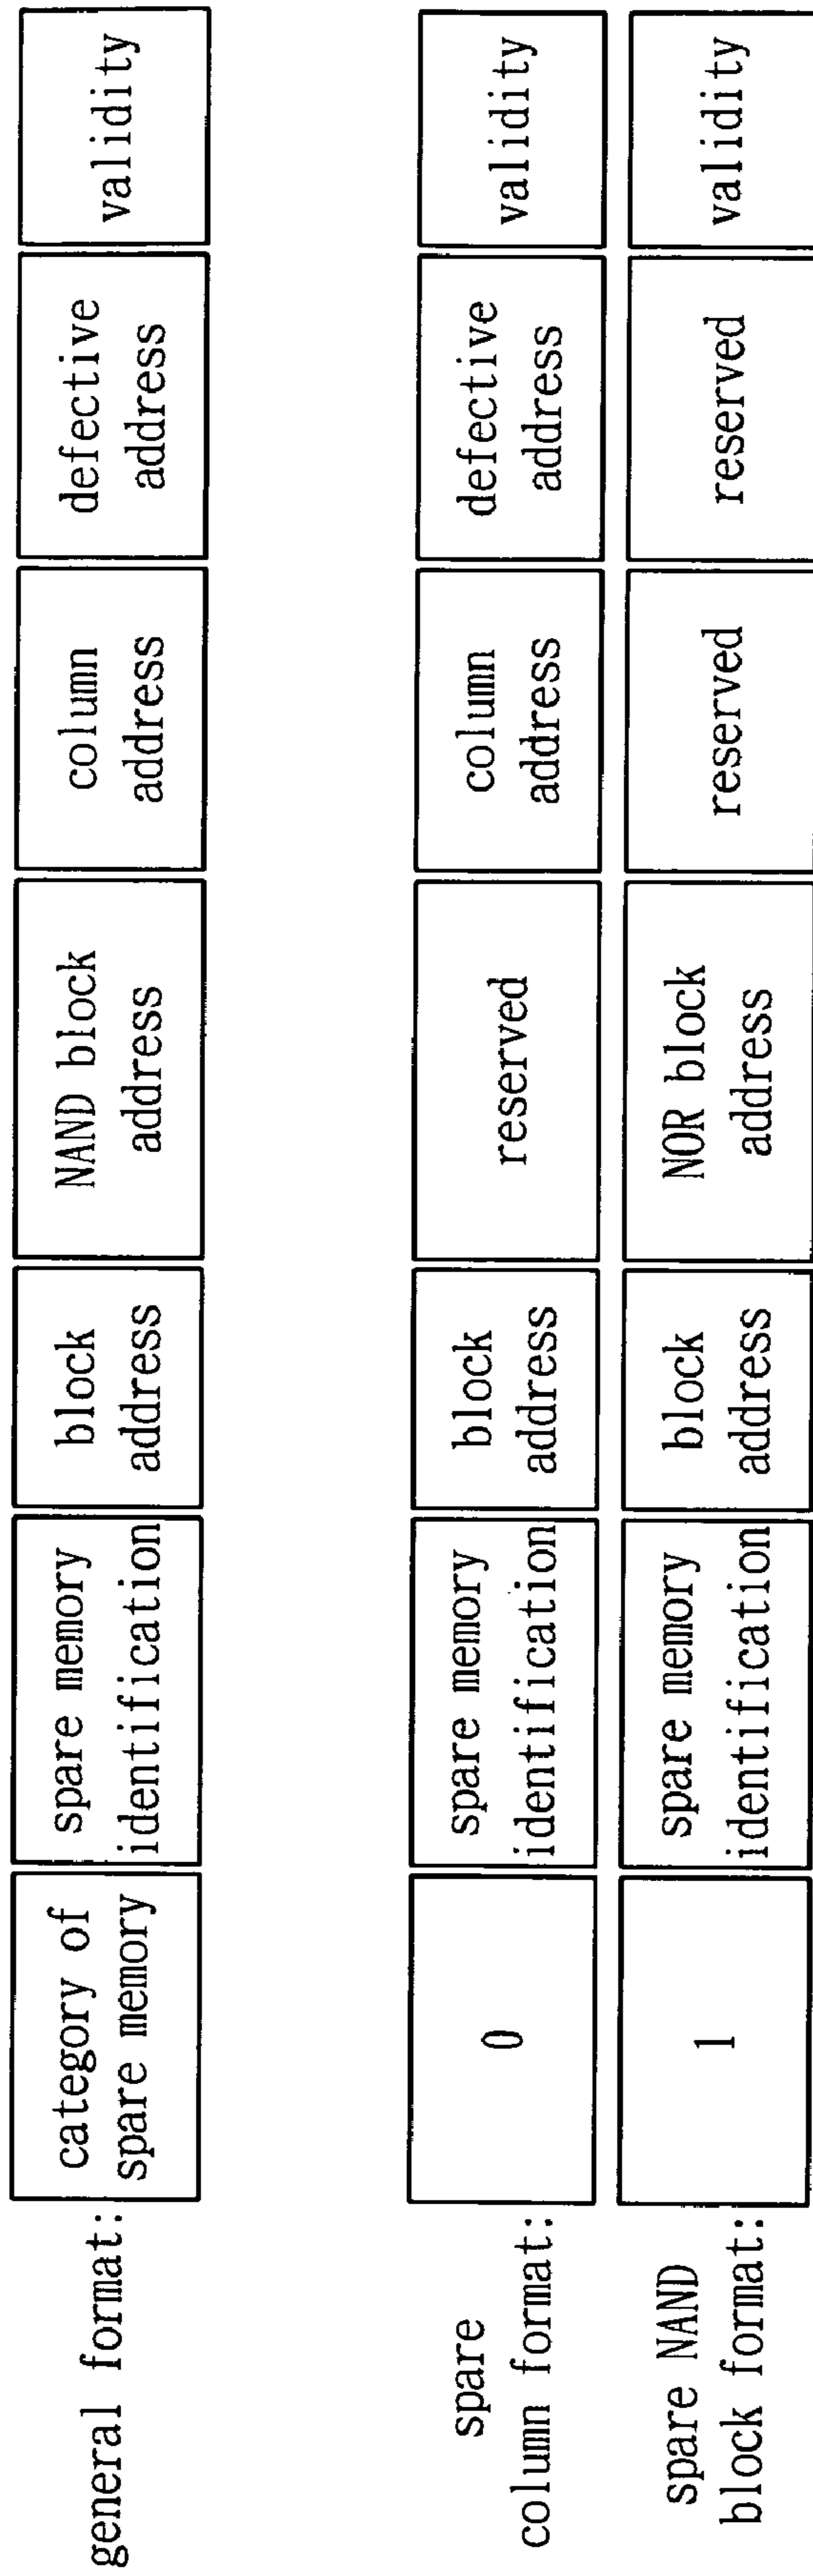 general format:
category of
spare memory
spare memory
identification
block
address
NAND block
address
column
address
defective
address
validity
spare
column format:
0
spare memory
identification
block
address
reserved
column
address
defective
address
validity
spare NAND
block format:
1
spare memory
identification
block
address
NOR block
address
reserved
reserved
validity